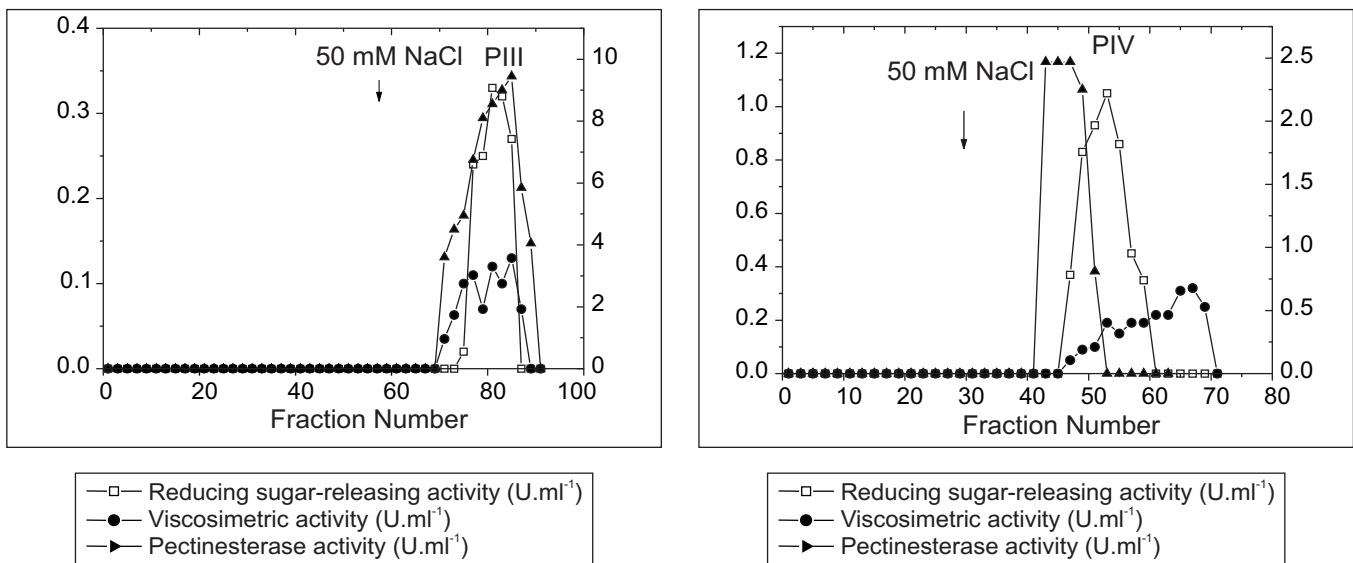 50 mM NaCl PIII
0.4
0.3
0.2
0.1
0.0
10
8
6
4
2
0
0 20 40 60 80 100
Fraction Number
Reducing sugar-releasing activity (U.ml⁻¹)
Viscosimetric activity (U.ml⁻¹)
Pectinesterase activity (U.ml⁻¹)
PIV
50 mM NaCl
1.2
1.0
0.8
0.6
0.4
0.2
0.0
2.5
2.0
1.5
1.0
0.5
0.0
0 10 20 30 40 50 60 70 80
Fraction Number
Reducing sugar-releasing activity (U.ml⁻¹)
Viscosimetric activity (U.ml⁻¹)
Pectinesterase activity (U.ml⁻¹)